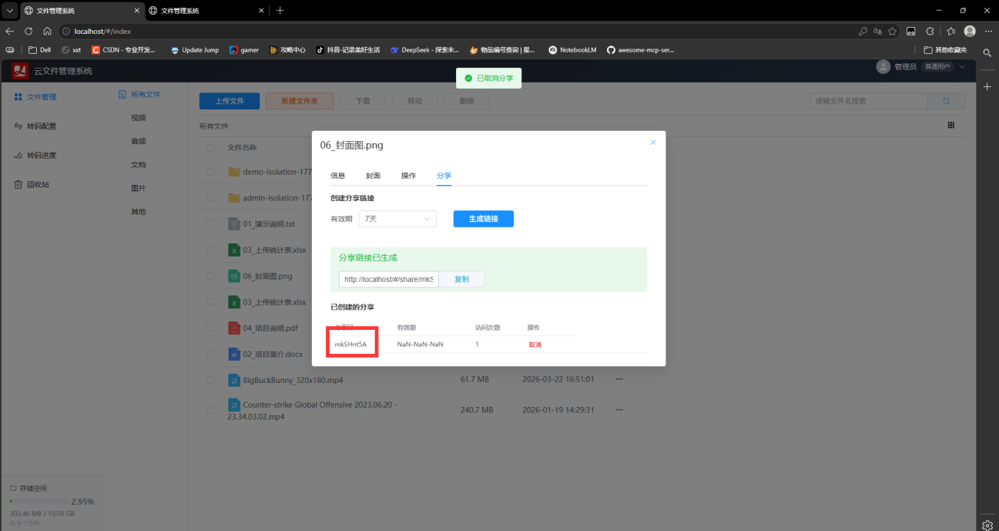 文件管理系统
文件管理系统
localhost/#/index
Dell
xxt
CSDN - 专业开发...
Update Jump
gamer
攻略中心
抖音-记录美好生活
DeepSeek - 探索未...
物品编号查询 | 星...
NotebookLM
awesome-mcp-ser...
其他收藏夹
云文件管理系统
已取消分享
管理员 普通用户
文件管理
转码配置
转码进度
回收站
所有文件
视频
音频
文档
图片
其他
上传文件
新建文件夹
下载
移动
删除
请输文件名搜索
所有文件
文件名称
demo-isolation-177
admin-isolation-177
01_演示说明.txt
03_上传统计表.xlsx
06_封面图.png
03_上传统计表.xlsx
04_项目说明.pdf
02_项目简介.docx
BigBuckBunny_320x180.mp4 61.7 MB 2026-03-22 16:51:01
Counter-strike Global Offensive 2023.06.20 -
23.34.03.02.mp4
240.7 MB 2026-01-19 14:29:31
06_封面图.png
信息 封面 操作 分享
创建分享链接
有效期 7天 生成链接
分享链接已生成
http://localhost/#/share/mkS 复制
已创建的分享
分享码 有效期 访问次数 操作
mkSHnt5A NaN-NaN-NaN 1 取消
存储空间
2.95%
302.46 MB / 10.00 GB
共 8 个文件